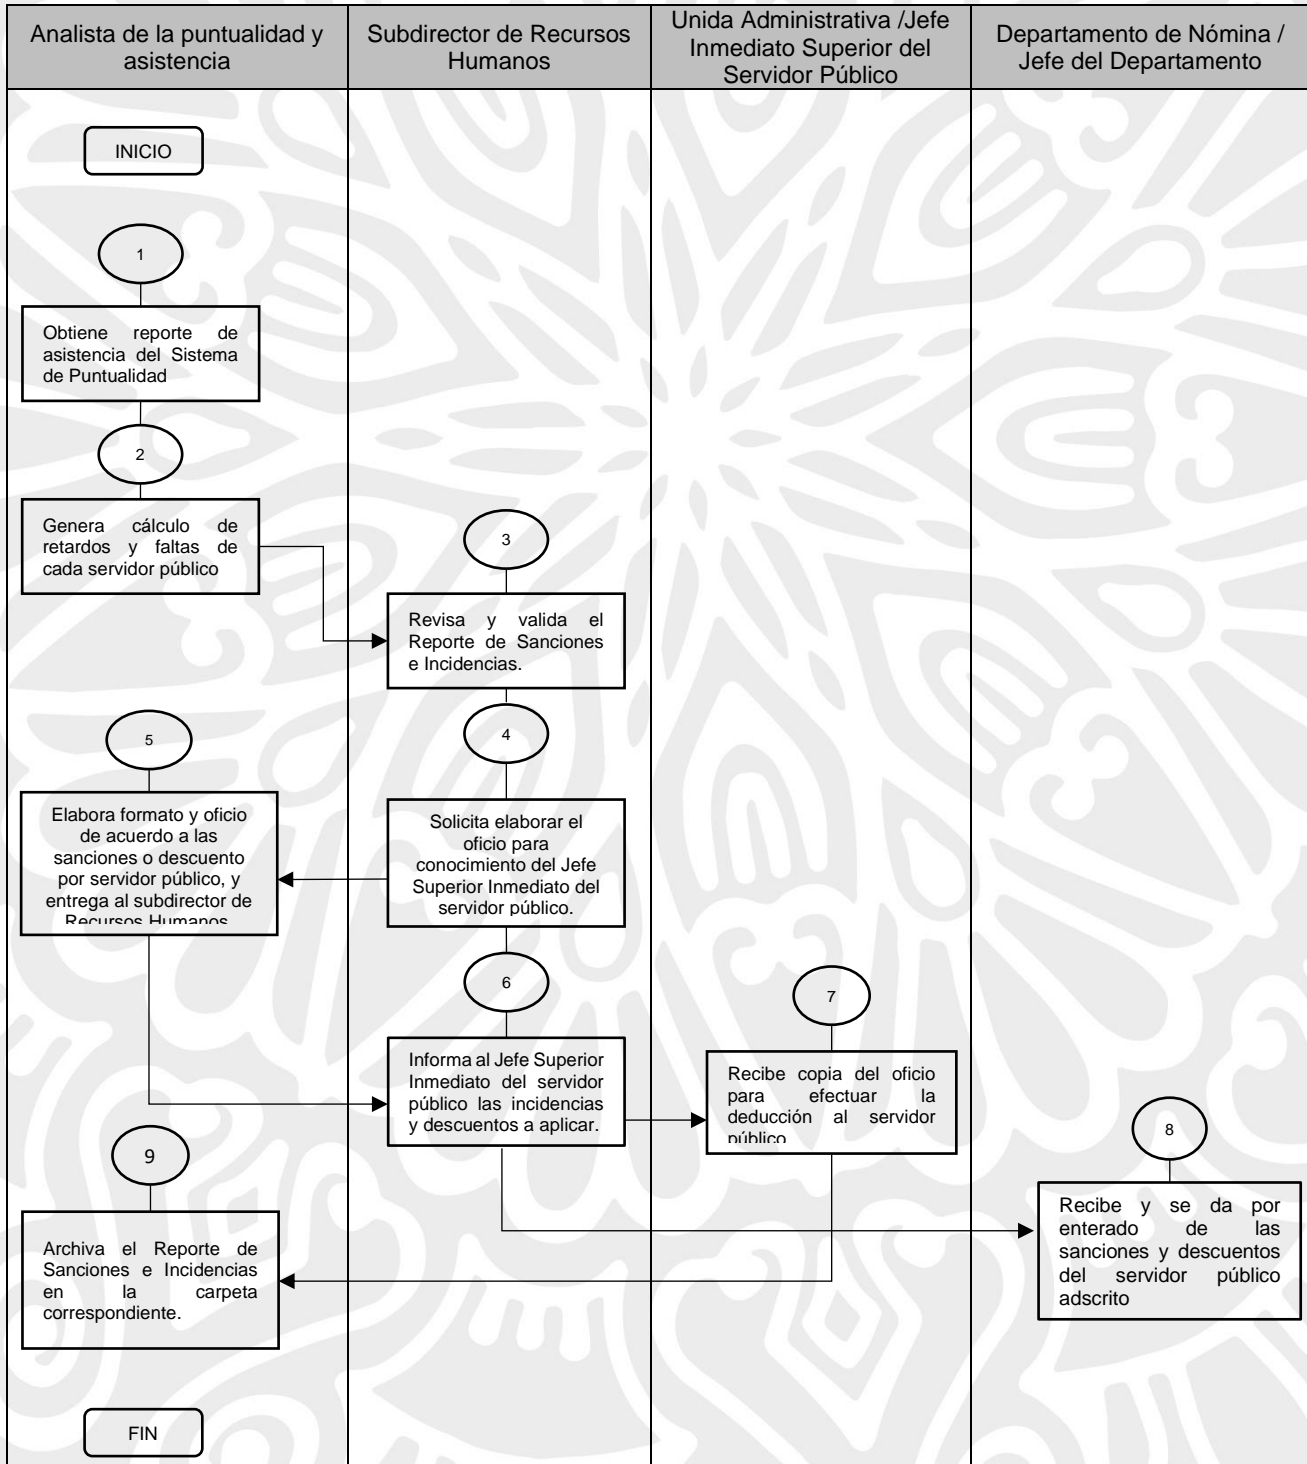 Analista de la puntualidad y
asistencia
Subdirector de Recursos
Humanos
Unida Administrativa /Jefe
Inmediato Superior del
Servidor Público
Departamento de Nómina /
Jefe del Departamento
INICIO
1
Obtiene reporte de
asistencia del Sistema
de Puntualidad
2
Genera cálculo de
retardos y faltas de
cada servidor público
3
Revisa y valida el
Reporte de Sanciones
e Incidencias.
4
Solicita elaborar el
oficio para
conocimiento del Jefe
Superior Inmediato del
servidor público.
5
Elabora formato y oficio
de acuerdo a las
sanciones o descuento
por servidor público, y
entrega al subdirector de
Recursos Humanos
6
Informa al Jefe Superior
Inmediato del servidor
público las incidencias
y descuentos a aplicar.
7
Recibe copia del oficio
para efectuar la
deducción al servidor
público
8
Recibe y se da por
enterado de las
sanciones y descuentos
del servidor público
adscrito
9
Archiva el Reporte de
Sanciones e Incidencias
en la carpeta
correspondiente.
FIN